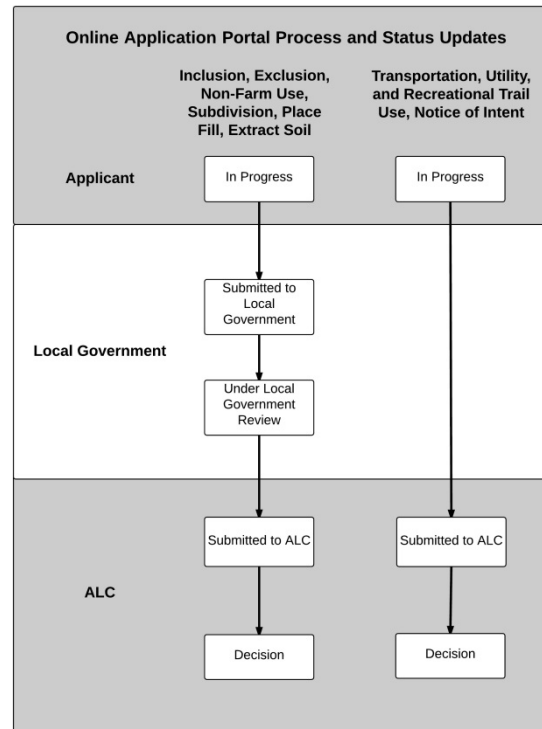 Online Application Portal Process and Status Updates
Inclusion, Exclusion,
Non-Farm Use,
Subdivision, Place
Fill, Extract Soil
Transportation, Utility,
and Recreational Trail
Use, Notice of Intent
Applicant
In Progress
In Progress
Submitted to
Local
Government
Local Government
Under Local
Government
Review
Submitted to ALC
Submitted to ALC
ALC
Decision
Decision